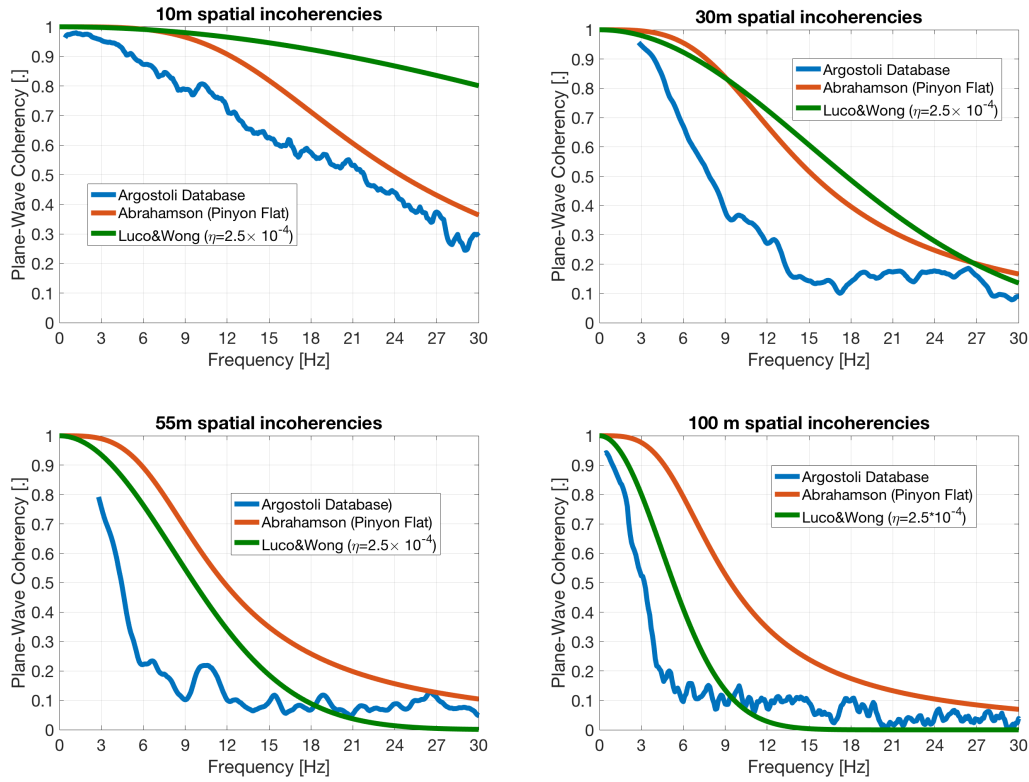 10m spatial incoherencies
1
0.9
0.8
0.7
0.6
0.5
0.4
0.3
0.2
0.1
0
Plane-Wave Coherency [.]
Argostoli Database
Abrahamson (Pinyon Flat)
Luco&Wong (η=2.5× 10⁻⁴)
0 3 6 9 12 15 18 21 24 27 30
Frequency [Hz]
30m spatial incoherencies
1
0.9
0.8
0.7
0.6
0.5
0.4
0.3
0.2
0.1
0
Plane-Wave Coherency [.]
Argostoli Database
Abrahamson (Pinyon Flat)
Luco&Wong (η=2.5× 10⁻⁴)
0 3 6 9 12 15 18 21 24 27 30
Frequency [Hz]
55m spatial incoherencies
1
0.9
0.8
0.7
0.6
0.5
0.4
0.3
0.2
0.1
0
Plane-Wave Coherency [.]
Argostoli Database)
Abrahamson (Pinyon Flat)
Luco&Wong (η=2.5× 10⁻⁴)
0 3 6 9 12 15 18 21 24 27 30
Frequency [Hz]
100 m spatial incoherencies
1
0.9
0.8
0.7
0.6
0.5
0.4
0.3
0.2
0.1
0
Plane-Wave Coherency [.]
Argostoli Database
Abrahamson (Pinyon Flat)
Luco&Wong (η=2.5*10⁻⁴)
0 3 6 9 12 15 18 21 24 27 30
Frequency [Hz]